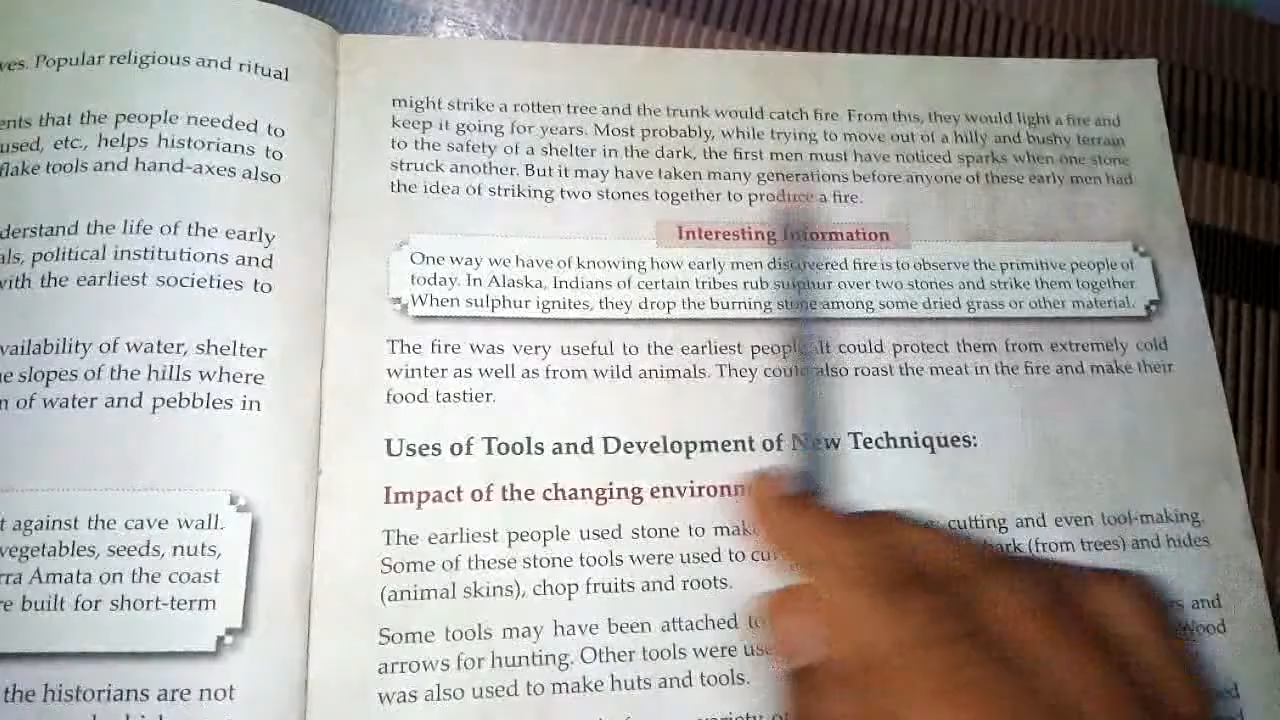 ves. Popular religious and ritual
ents that the people needed to
used, etc., helps historians to
flake tools and hand-axes also
derstand the life of the early
als, political institutions and
with the earliest societies to
vailability of water, shelter
e slopes of the hills where
n of water and pebbles in
t against the cave wall.
vegetables, seeds, nuts,
rra Amata on the coast
e built for short-term
the historians are not
might strike a rotten tree and the trunk would catch fire. From this, they would light a fire and
keep it going for years. Most probably, while trying to move out of a hilly and bushy terrain
to the safety of a shelter in the dark, the first men must have noticed sparks when one stone
struck another. But it may have taken many generations before anyone of these early men had
the idea of striking two stones together to produce a fire.
Interesting Information
One way we have of knowing how early men discovered fire is to observe the primitive people of
today. In Alaska, Indians of certain tribes rub sulphur over two stones and strike them together.
When sulphur ignites, they drop the burning stone among some dried grass or other material.
The fire was very useful to the earliest people. It could protect them from extremely cold
winter as well as from wild animals. They could also roast the meat in the fire and make their
food tastier.
Uses of Tools and Development of New Techniques:
Impact of the changing
The earliest people used stone to cutting and even tool-making.
Some of these stone tools were used to (from trees) and hides
(animal skins), chop fruits and roots.
Some tools may have been attached and
arrows for hunting. Other tools were Wood
was also used to make huts and tools.